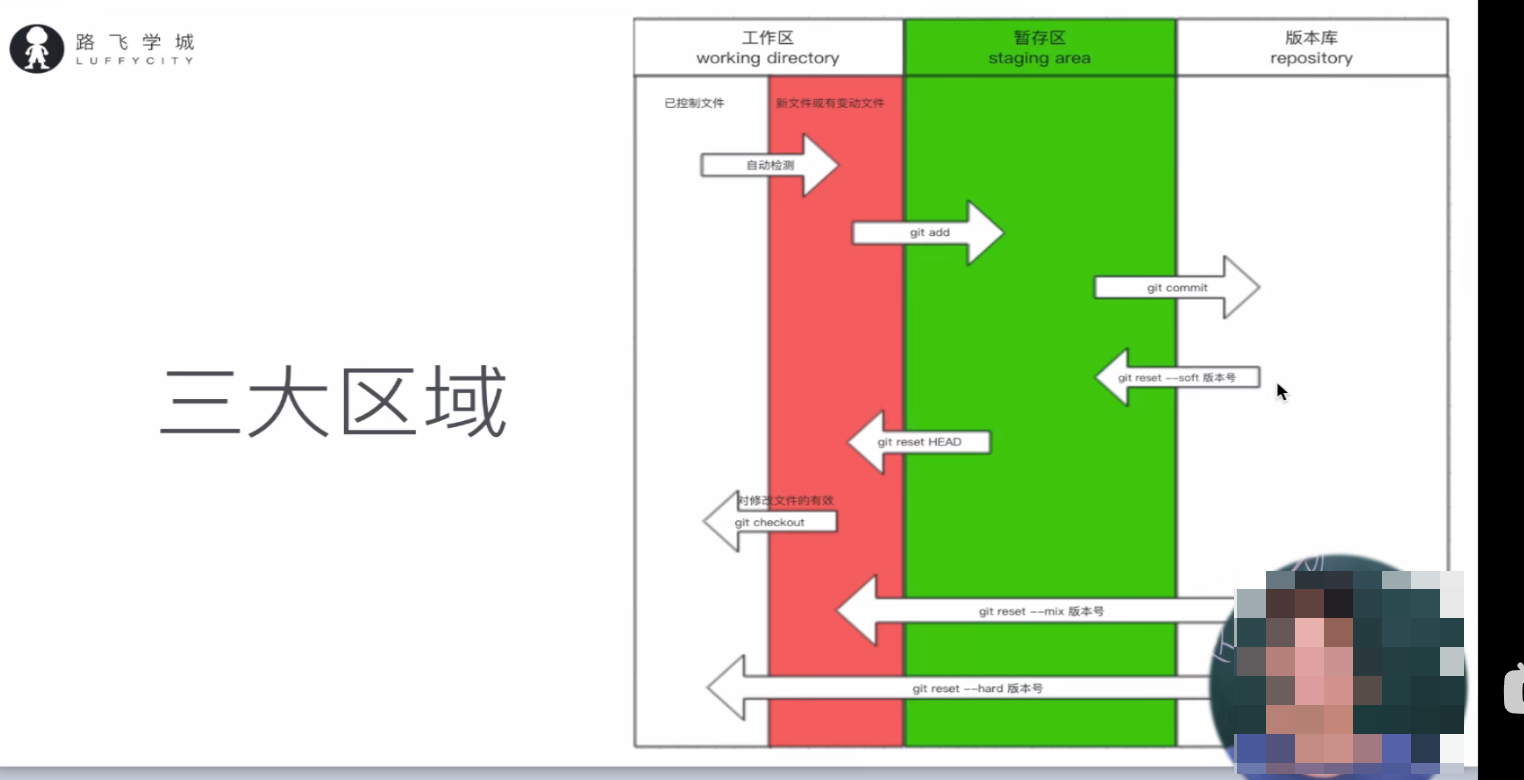 路飞学城
LUFFYCITY
三大区域
工作区
working directory
暂存区
staging area
版本库
repository
已控制文件
新文件或有变动文件
自动检测
git add
git commit
git reset --soft 版本号
git reset HEAD
对修改文件的有效
git checkout
git reset --mix 版本号
git reset --hard 版本号